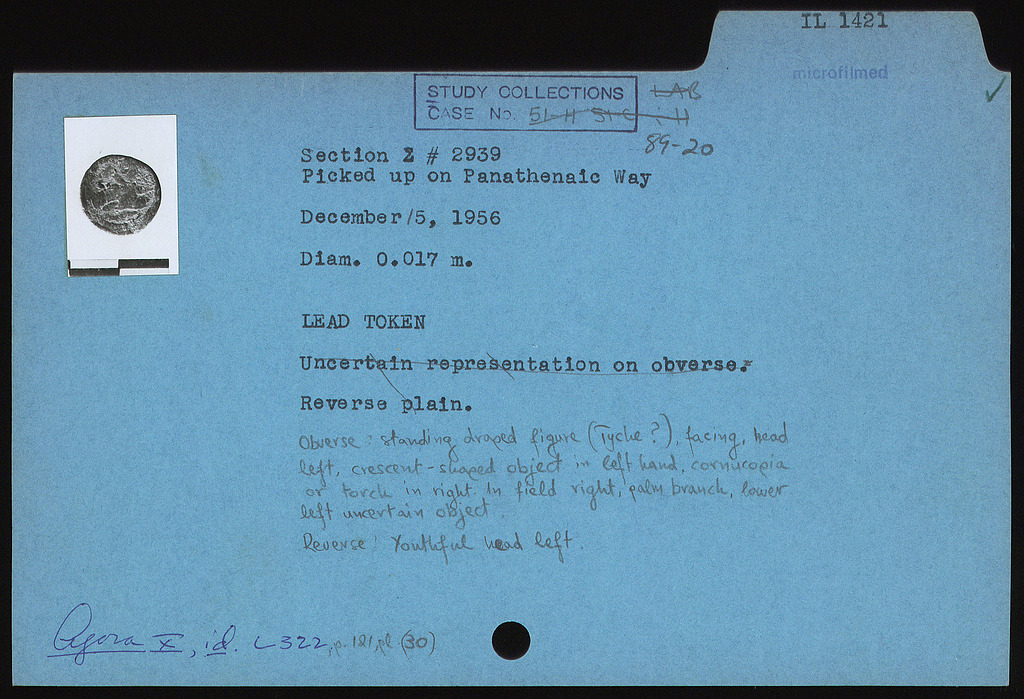 IL 1421
microfilmed
STUDY COLLECTIONS LAB
CASE No.
89-20
Section Σ # 2939
Picked up on Panathenaic Way
December/5, 1956
Diam. 0.017 m.
LEAD TOKEN
Uncertain representation on obverse.
Reverse plain.
Obverse: standing draped figure (Tyche?), facing, head
left, crescent-shaped object in left hand, cornucopia
or torch in right. In field right, palm branch, lower
left uncertain object.
Reverse: Youthful head left.
Agora X, id. L322, p. 121, pl (30)